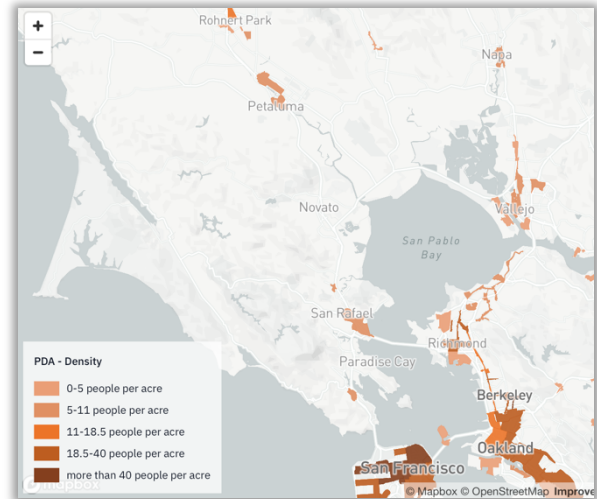 +
−
Rohnert Park
Napa
Petaluma
Novato
Vallejo
San Pablo
Bay
San Rafael
Richmond
Paradise Cay
Berkeley
Oakland
San Francisco
PDA - Density
0-5 people per acre
5-11 people per acre
11-18.5 people per acre
18.5-40 people per acre
more than 40 people per acre
mapbox
© Mapbox © OpenStreetMap Improve